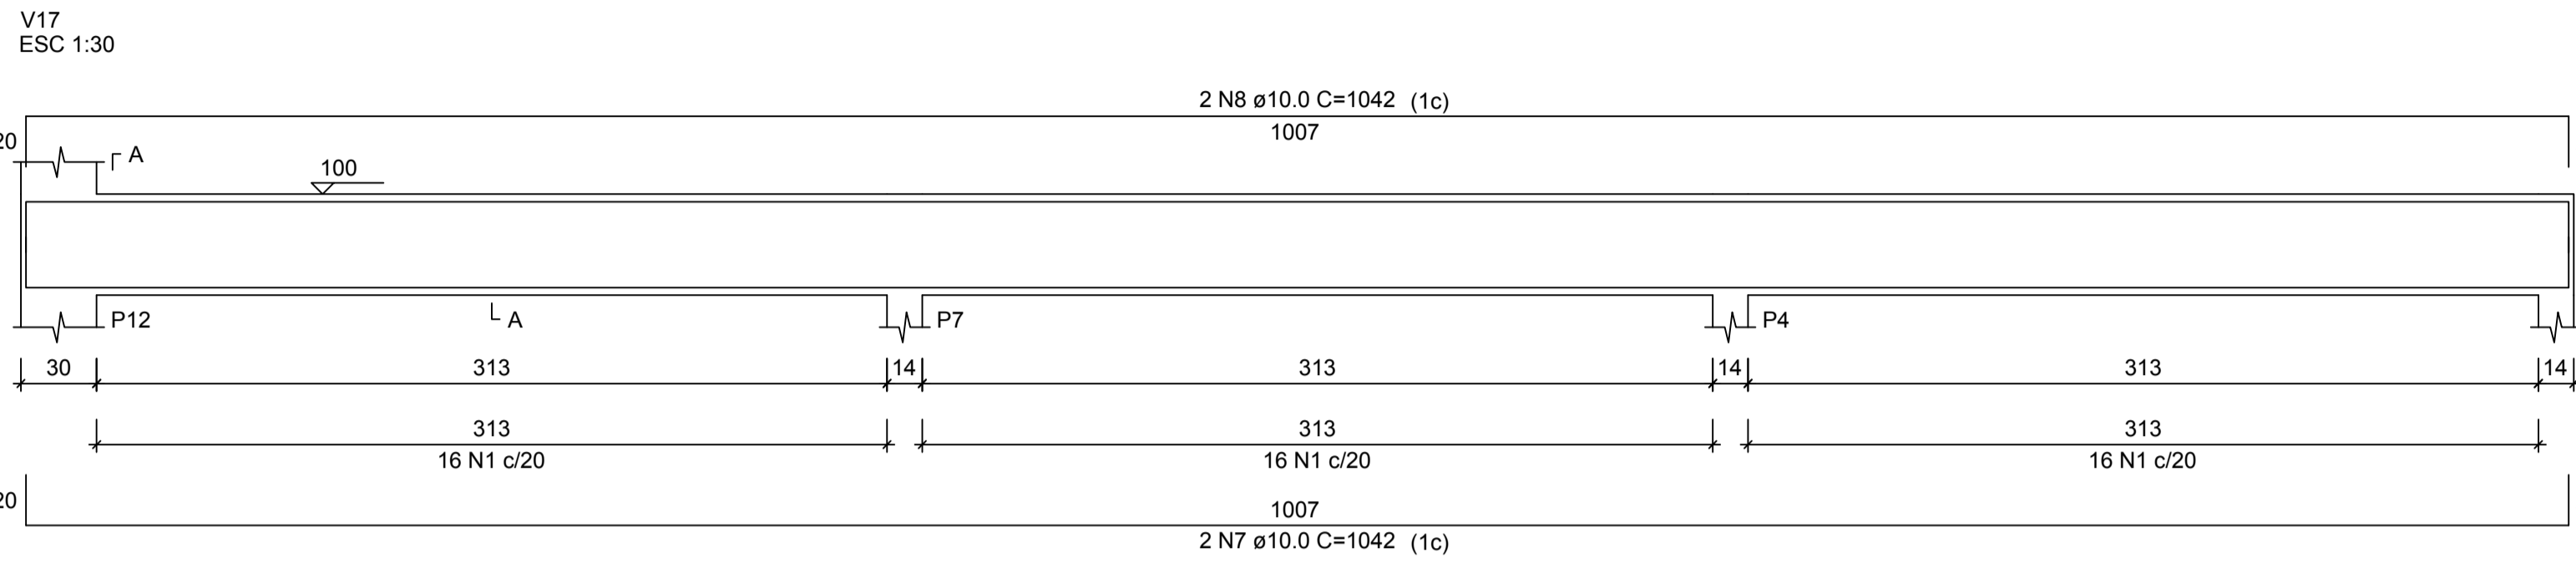 V17
ESC 1:30
2 N8 ø10.0 C=1042 (1c)
1007
20
A
100
A
P12
P7
P4
30
313
14
313
14
313
14
313
313
313
16 N1 c/20
16 N1 c/20
16 N1 c/20
20
1007
2 N7 ø10.0 C=1042 (1c)